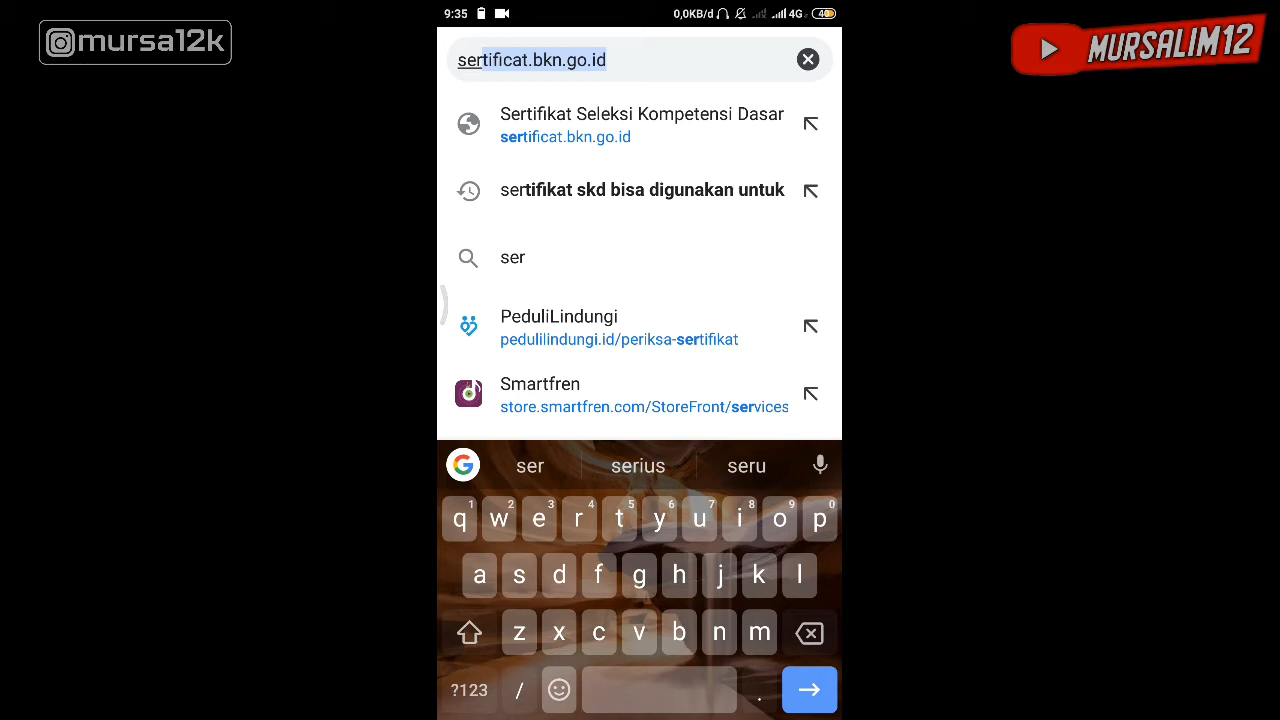 mursa12k
MURSALIM12
9:35
0,0KB/d 4G 40
sertificat.bkn.go.id
Sertifikat Seleksi Kompetensi Dasar
sertificat.bkn.go.id
sertifikat skd bisa digunakan untuk
ser
PeduliLindungi
pedulilindungi.id/periksa-sertifikat
Smartfren
store.smartfren.com/StoreFront/services
G ser serius seru
1 2 3 4 5 6 7 8 9 0
q w e r t y u i o p
a s d f g h j k l
z x c v b n m
?123 / .